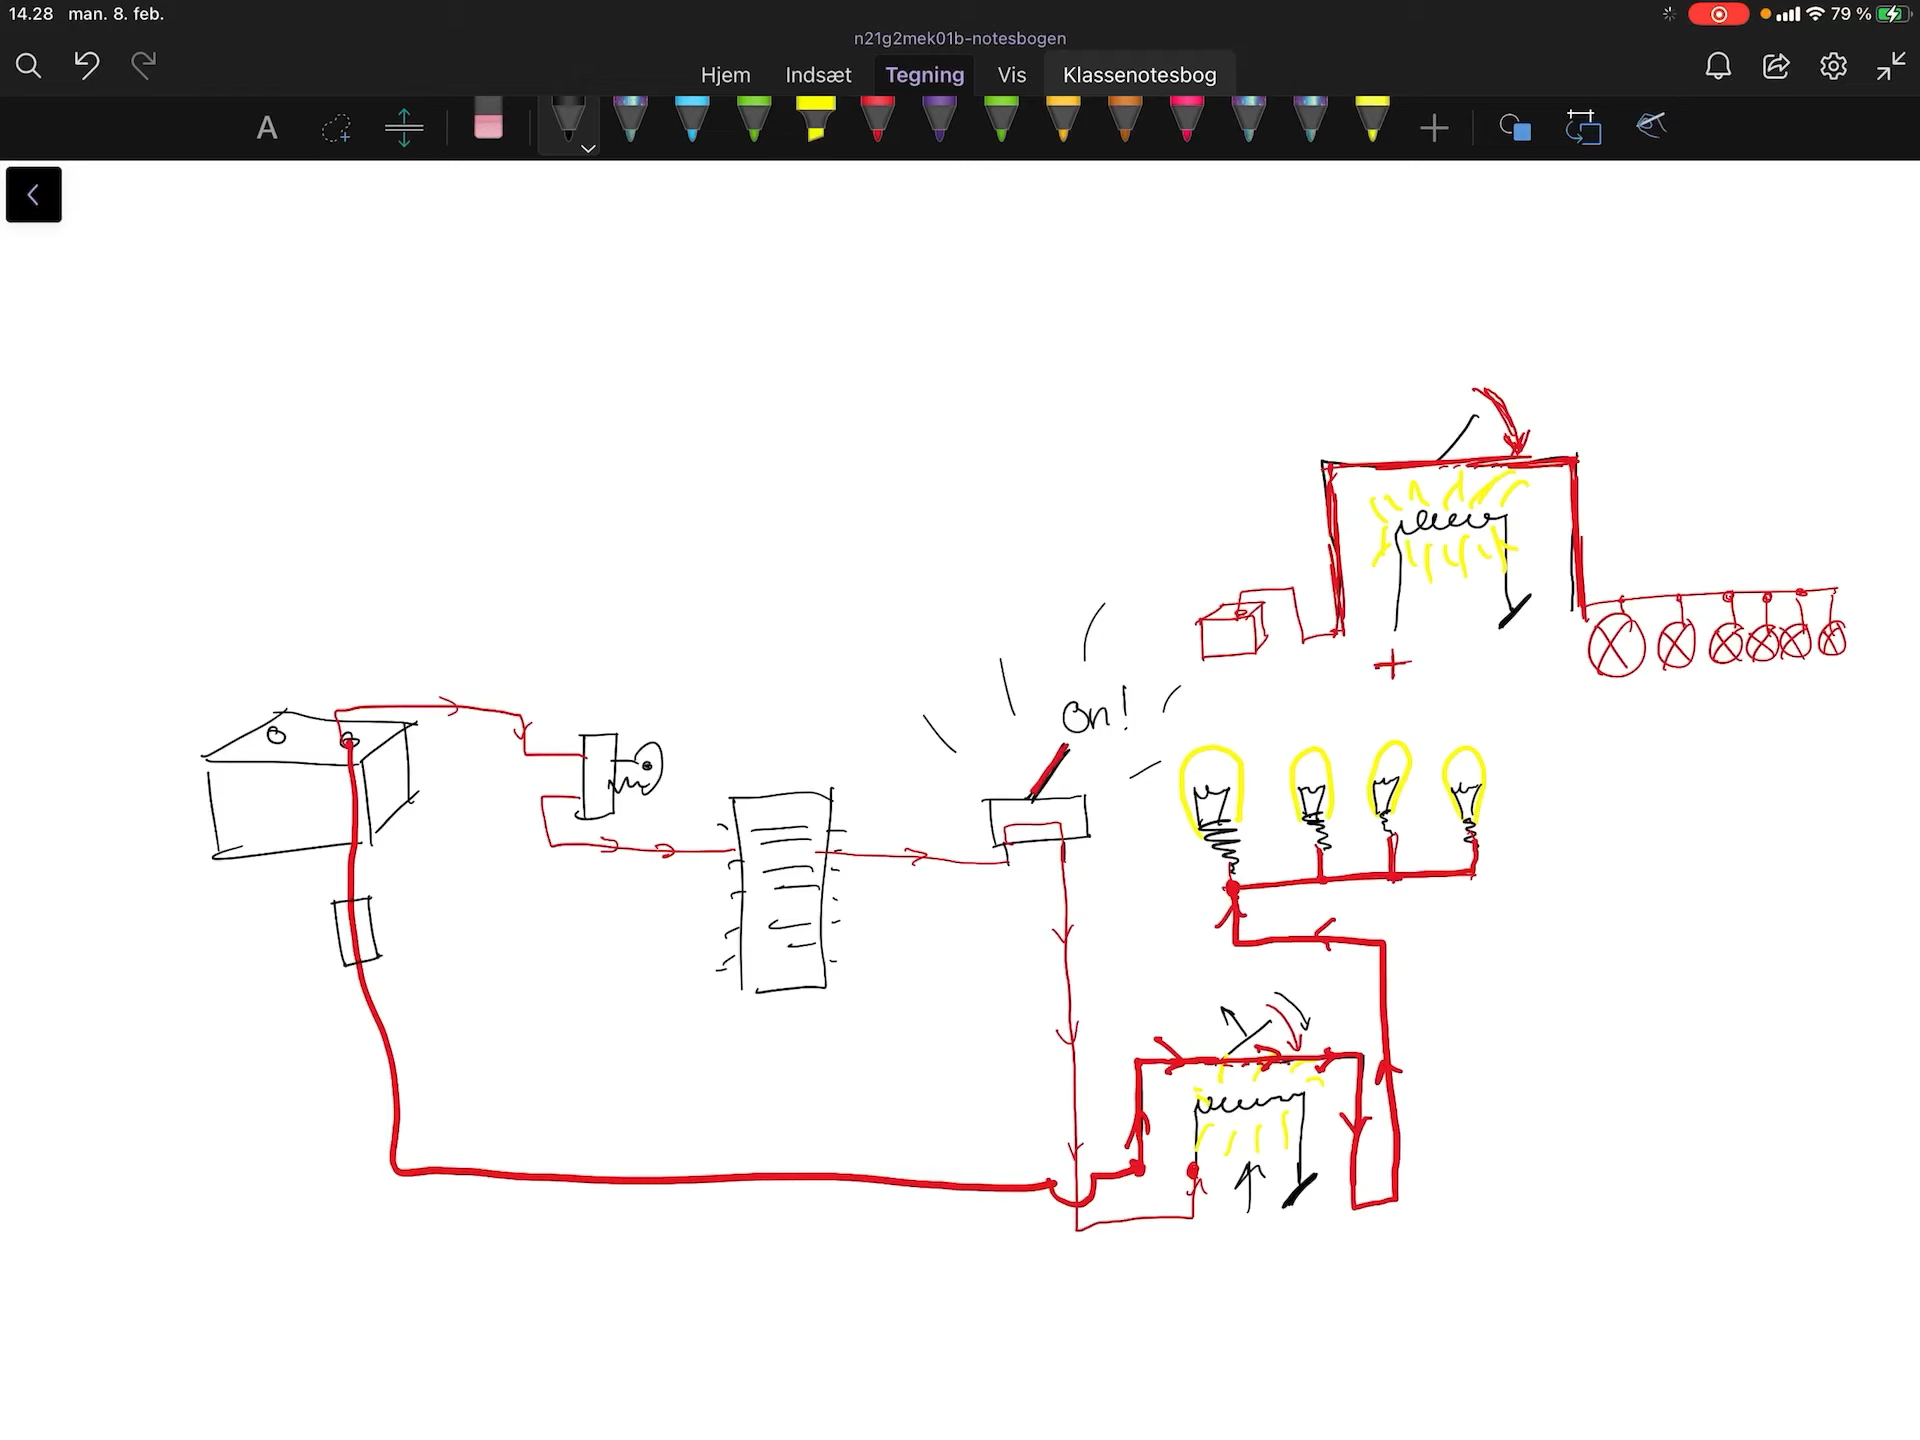 14.28 man. 8. feb.
79 %
n21g2mek01b-notesbogen
Hjem Indsæt Tegning Vis Klassenotesbog
A
+
On!